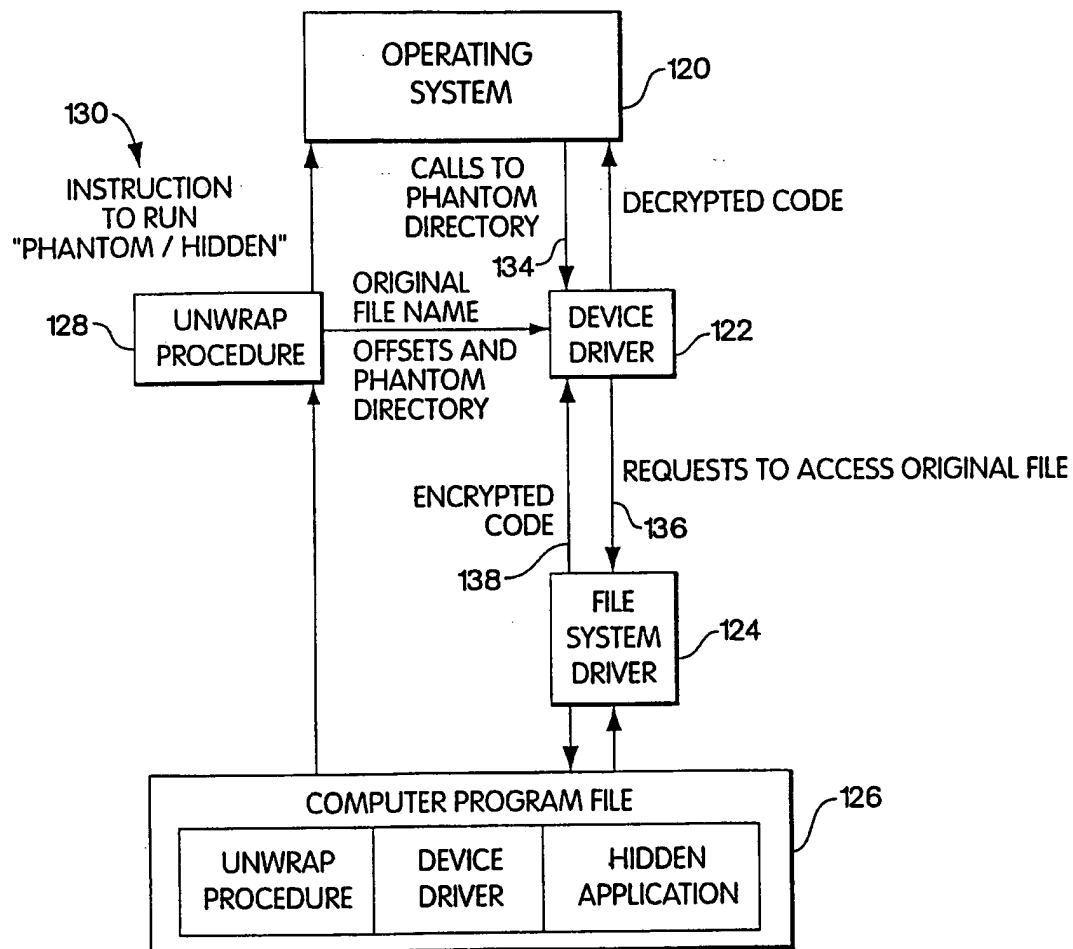 OPERATING
SYSTEM
120
130
INSTRUCTION
TO RUN
"PHANTOM / HIDDEN"
CALLS TO
PHANTOM
DIRECTORY
134
DECRYPTED CODE
128
UNWRAP
PROCEDURE
ORIGINAL
FILE NAME
OFFSETS AND
PHANTOM
DIRECTORY
DEVICE
DRIVER
122
ENCRYPTED
CODE
138
REQUESTS TO ACCESS ORIGINAL FILE
136
FILE
SYSTEM
DRIVER
124
COMPUTER PROGRAM FILE
126
UNWRAP
PROCEDURE
DEVICE
DRIVER
HIDDEN
APPLICATION